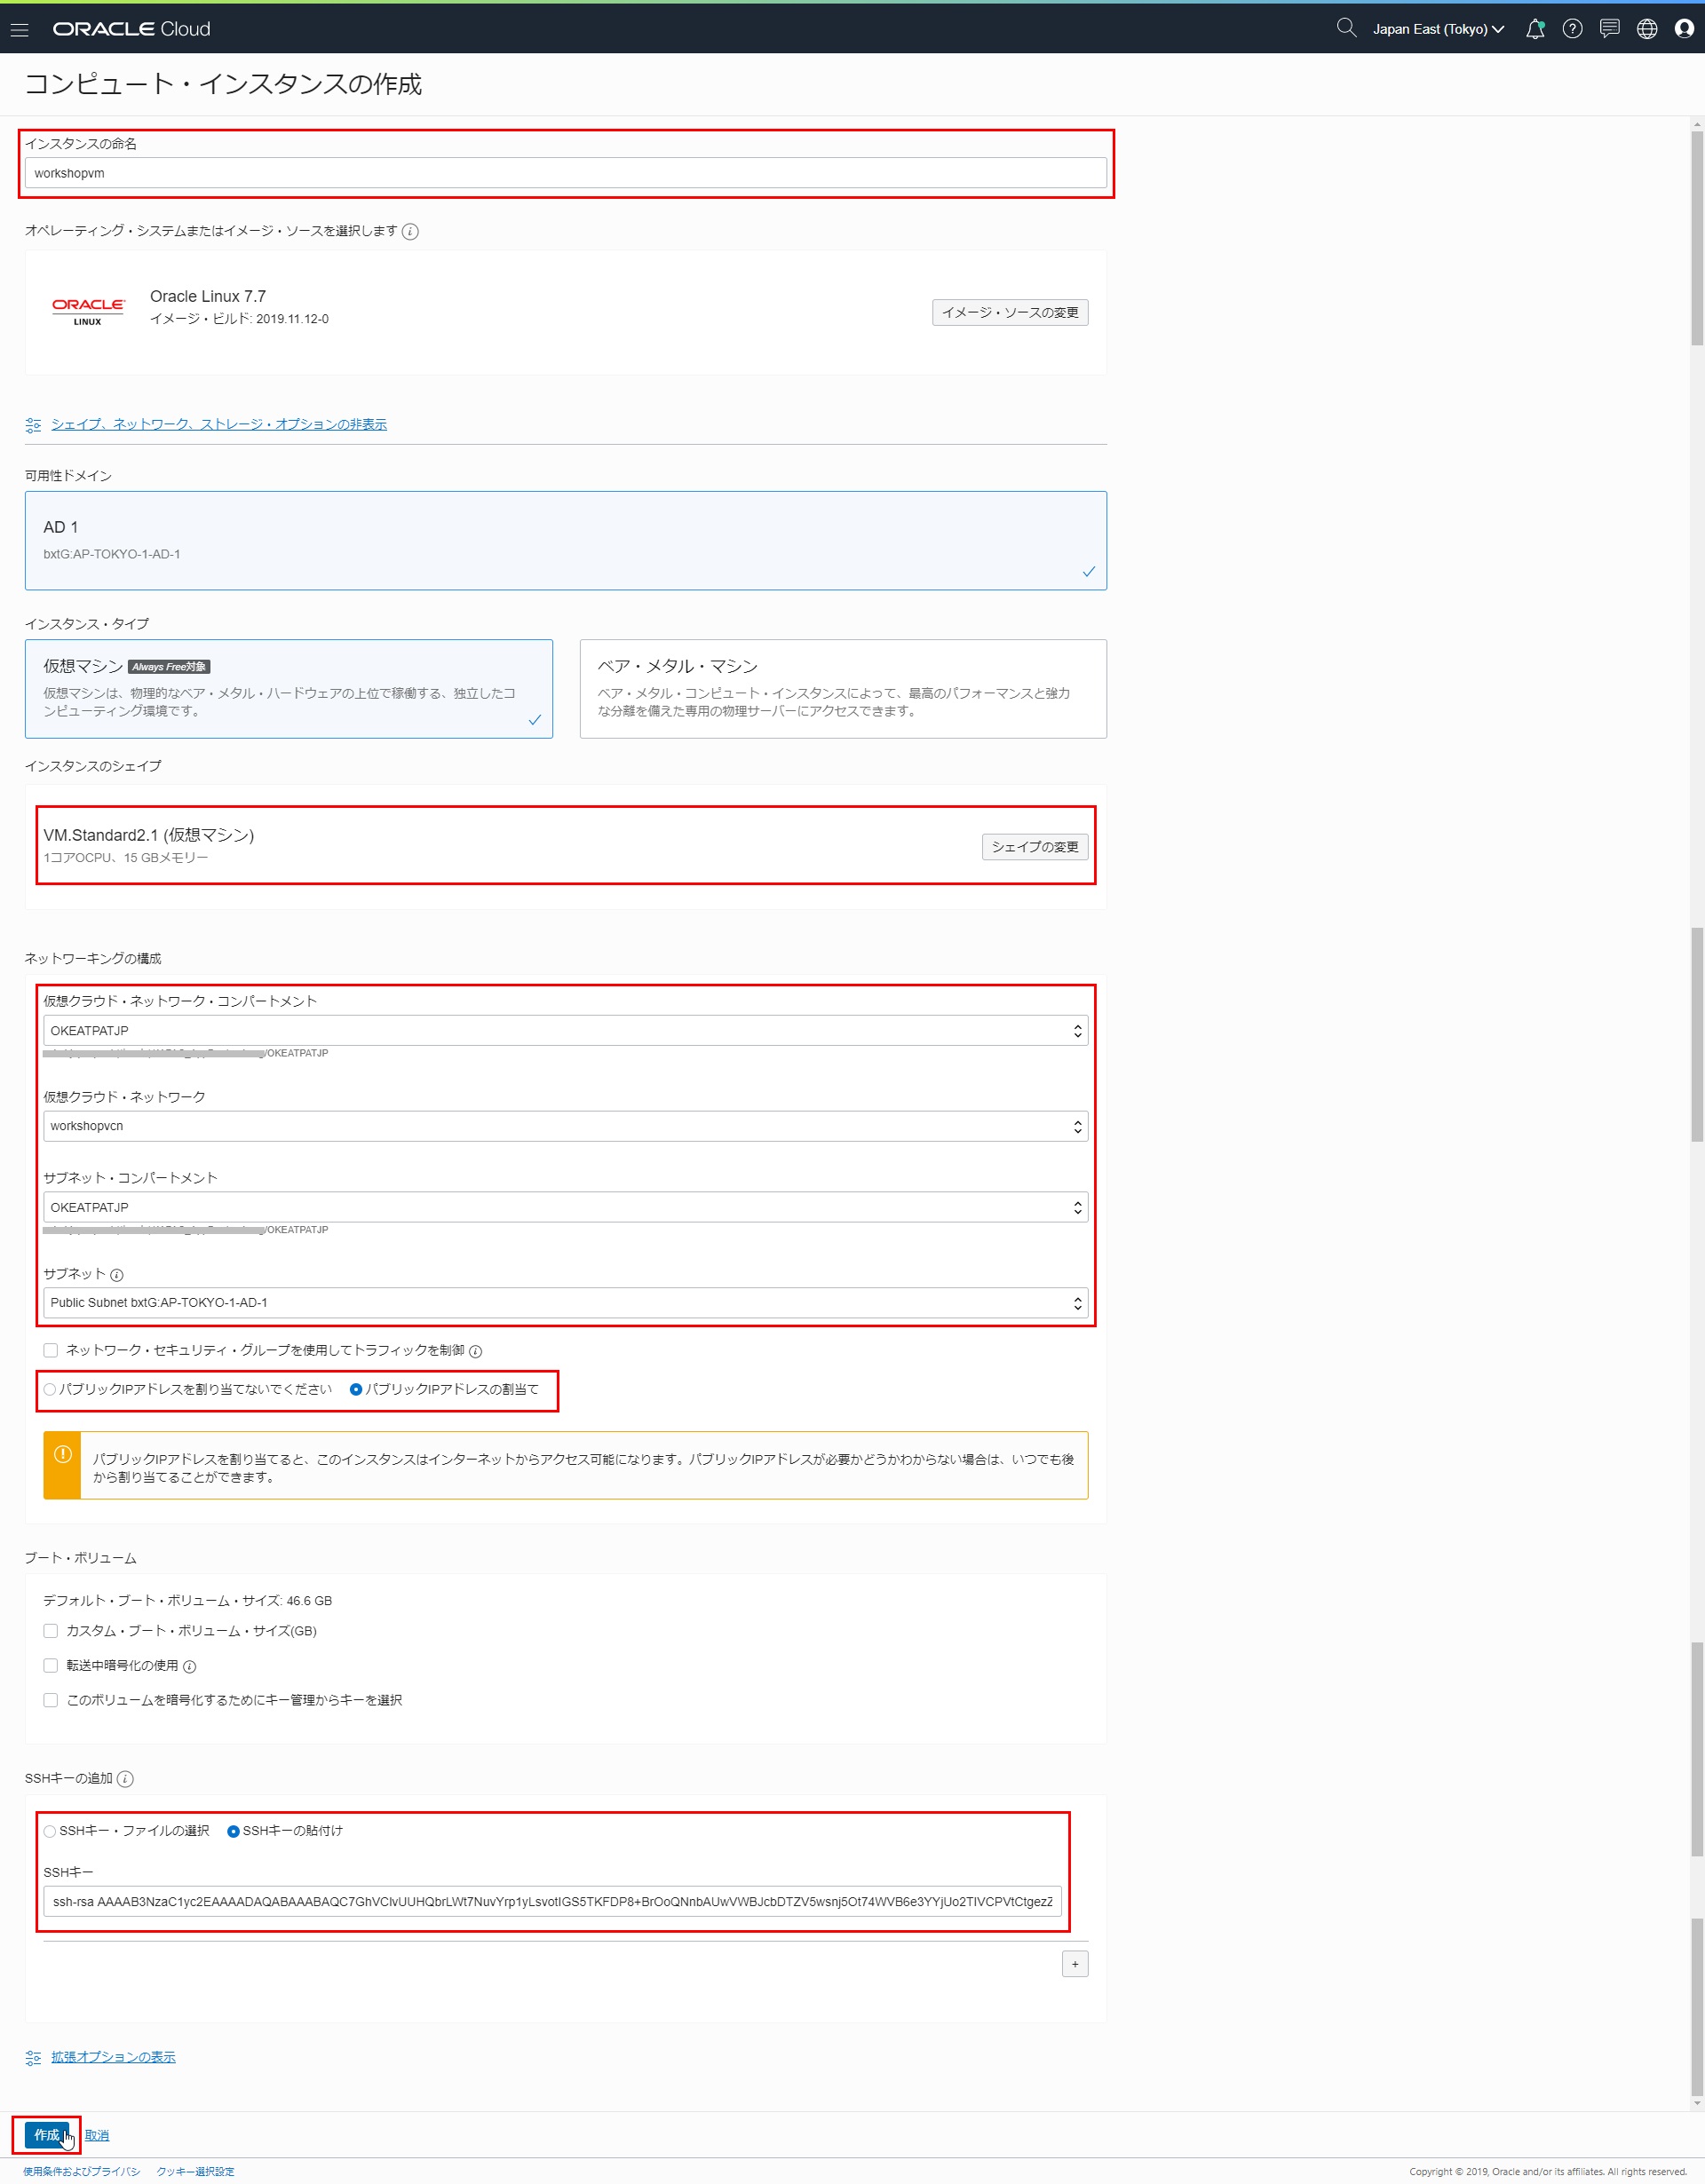 ORACLE Cloud
Japan East (Tokyo)
コンピュート・インスタンスの作成
インスタンスの命名
workshopvm
オペレーティング・システムまたはイメージ・ソースを選択します
ORACLE
LINUX
Oracle Linux 7.7
イメージ・ビルド: 2019.11.12-0
イメージ・ソースの変更
シェイプ、ネットワーク、ストレージ・オプションの非表示
可用性ドメイン
AD 1
bxtG:AP-TOKYO-1-AD-1
インスタンス・タイプ
仮想マシン Always Free対象
仮想マシンは、物理的なベア・メタル・ハードウェアの上位で稼働する、独立したコ
ンピューティング環境です。
ベア・メタル・マシン
ベア・メタル・コンピュート・インスタンスによって、最高のパフォーマンスと強力
な分離を備えた専用の物理サーバーにアクセスできます。
インスタンスのシェイプ
VM.Standard2.1 (仮想マシン)
1コアOCPU、15 GBメモリー
シェイプの変更
ネットワーキングの構成
仮想クラウド・ネットワーク・コンパートメント
OKEATPATJP
/OKEATPATJP
仮想クラウド・ネットワーク
workshopvcn
サブネット・コンパートメント
OKEATPATJP
/OKEATPATJP
サブネット
Public Subnet bxtG:AP-TOKYO-1-AD-1
ネットワーク・セキュリティ・グループを使用してトラフィックを制御
パブリックIPアドレスを割り当てないでください パブリックIPアドレスの割当て
パブリックIPアドレスを割り当てると、このインスタンスはインターネットからアクセス可能になります。パブリックIPアドレスが必要かどうかわからない場合は、いつでも後
から割り当てることができます。
ブート・ボリューム
デフォルト・ブート・ボリューム・サイズ: 46.6 GB
カスタム・ブート・ボリューム・サイズ(GB)
転送中暗号化の使用
このボリュームを暗号化するためにキー管理からキーを選択
SSHキーの追加
SSHキー・ファイルの選択 SSHキーの貼付け
SSHキー
ssh-rsa
+
拡張オプションの表示
作成 取消
使用条件およびプライバシ クッキー選択設定
Copyright © 2019, Oracle and/or its affiliates. All rights reserved.